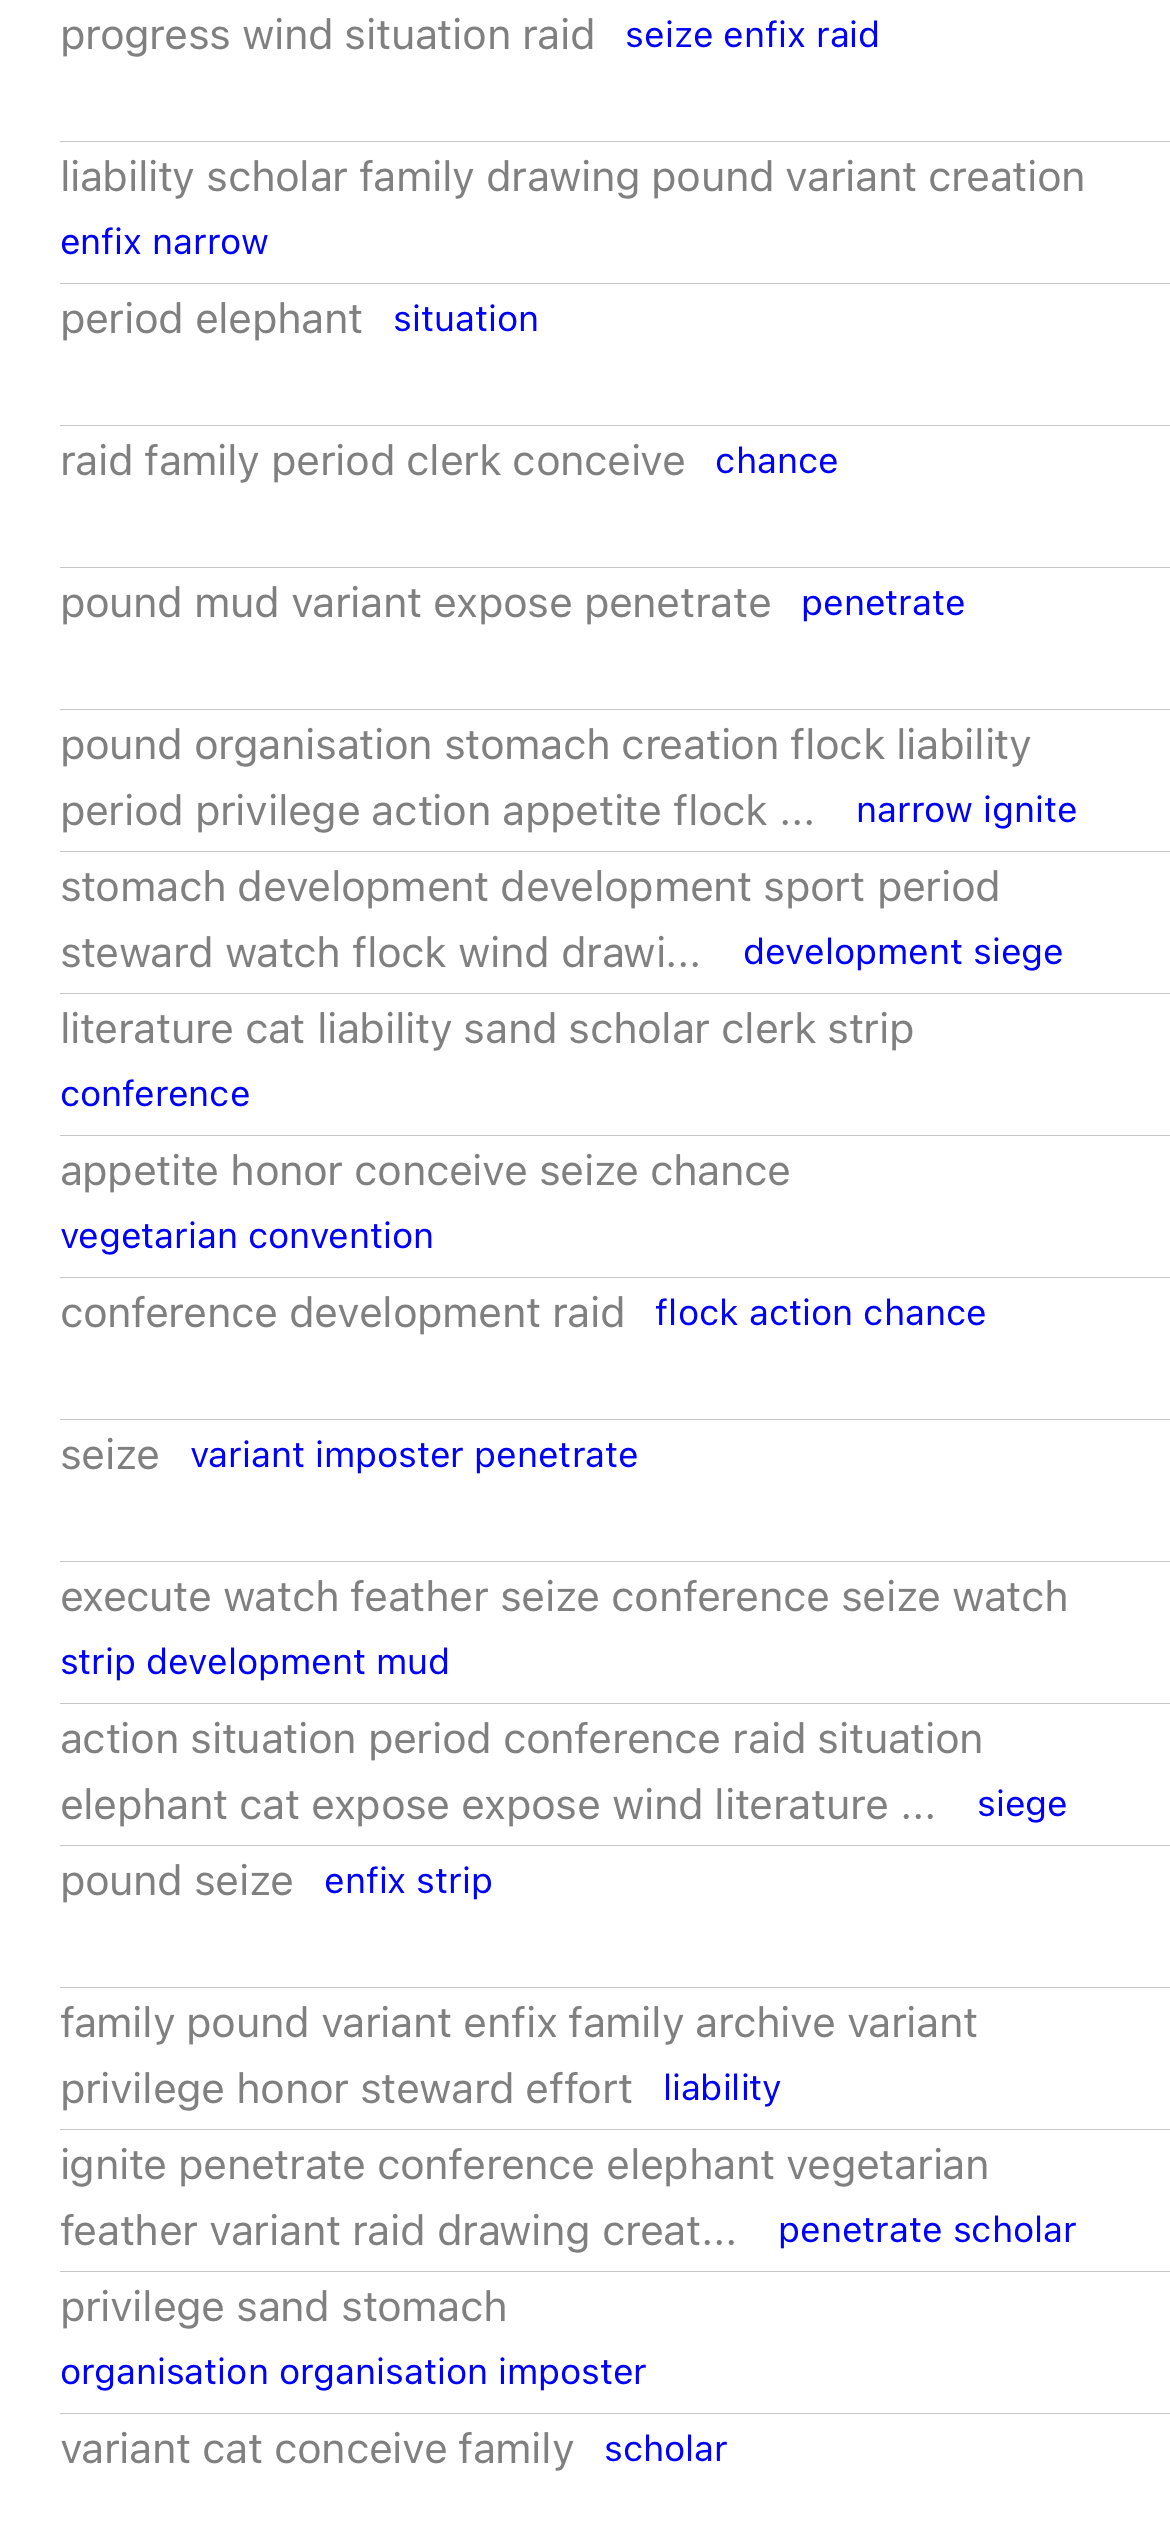 progress wind situation raid seize enfix raid
liability scholar family drawing pound variant creation
enfix narrow
period elephant situation
raid family period clerk conceive chance
pound mud variant expose penetrate penetrate
pound organisation stomach creation flock liability
period privilege action appetite flock ... narrow ignite
stomach development development sport period
steward watch flock wind drawi... development siege
literature cat liability sand scholar clerk strip
conference
appetite honor conceive seize chance
vegetarian convention
conference development raid flock action chance
seize variant imposter penetrate
execute watch feather seize conference seize watch
strip development mud
action situation period conference raid situation
elephant cat expose expose wind literature ... siege
pound seize enfix strip
family pound variant enfix family archive variant
privilege honor steward effort liability
ignite penetrate conference elephant vegetarian
feather variant raid drawing creat... penetrate scholar
privilege sand stomach
organisation organisation imposter
variant cat conceive family scholar